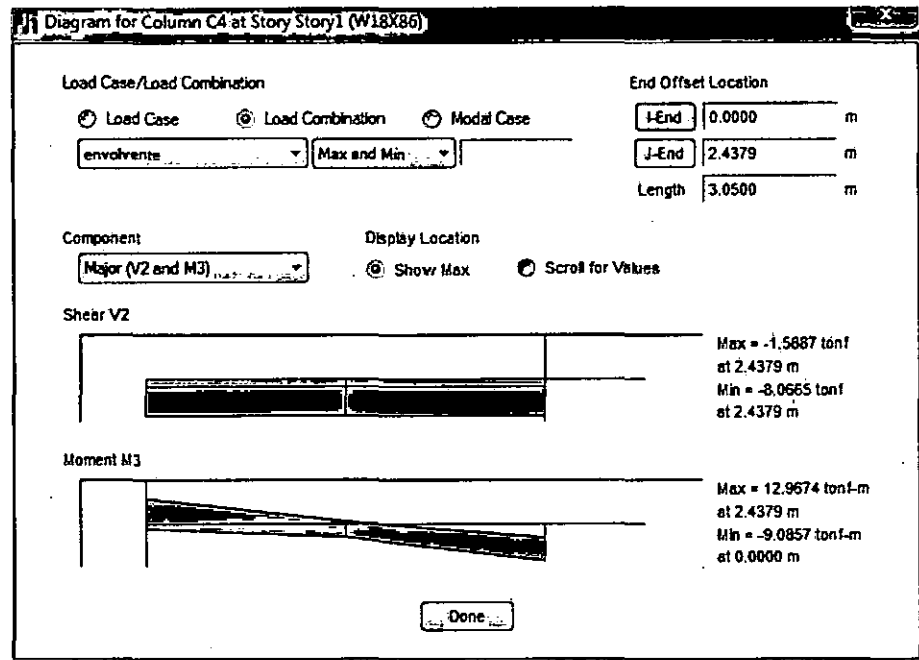 Diagram for Column C4 at Story Story1 (W18X86)
Load Case/Load Combination
End Offset Location
Load Case Load Combination Modal Case
I-End 0.0000 m
envolvente Max and Min
J-End 2.4379 m
Length 3.0500 m
Component
Display Location
Major (V2 and M3)
Show Max Scroll for Values
Shear V2
Max = -1.5887 tonf
at 2.4379 m
Min = -8.0665 tonf
at 2.4379 m
Moment M3
Max = 12.9674 tonf-m
at 2.4379 m
Min = -9.0857 tonf-m
at 0.0000 m
Done